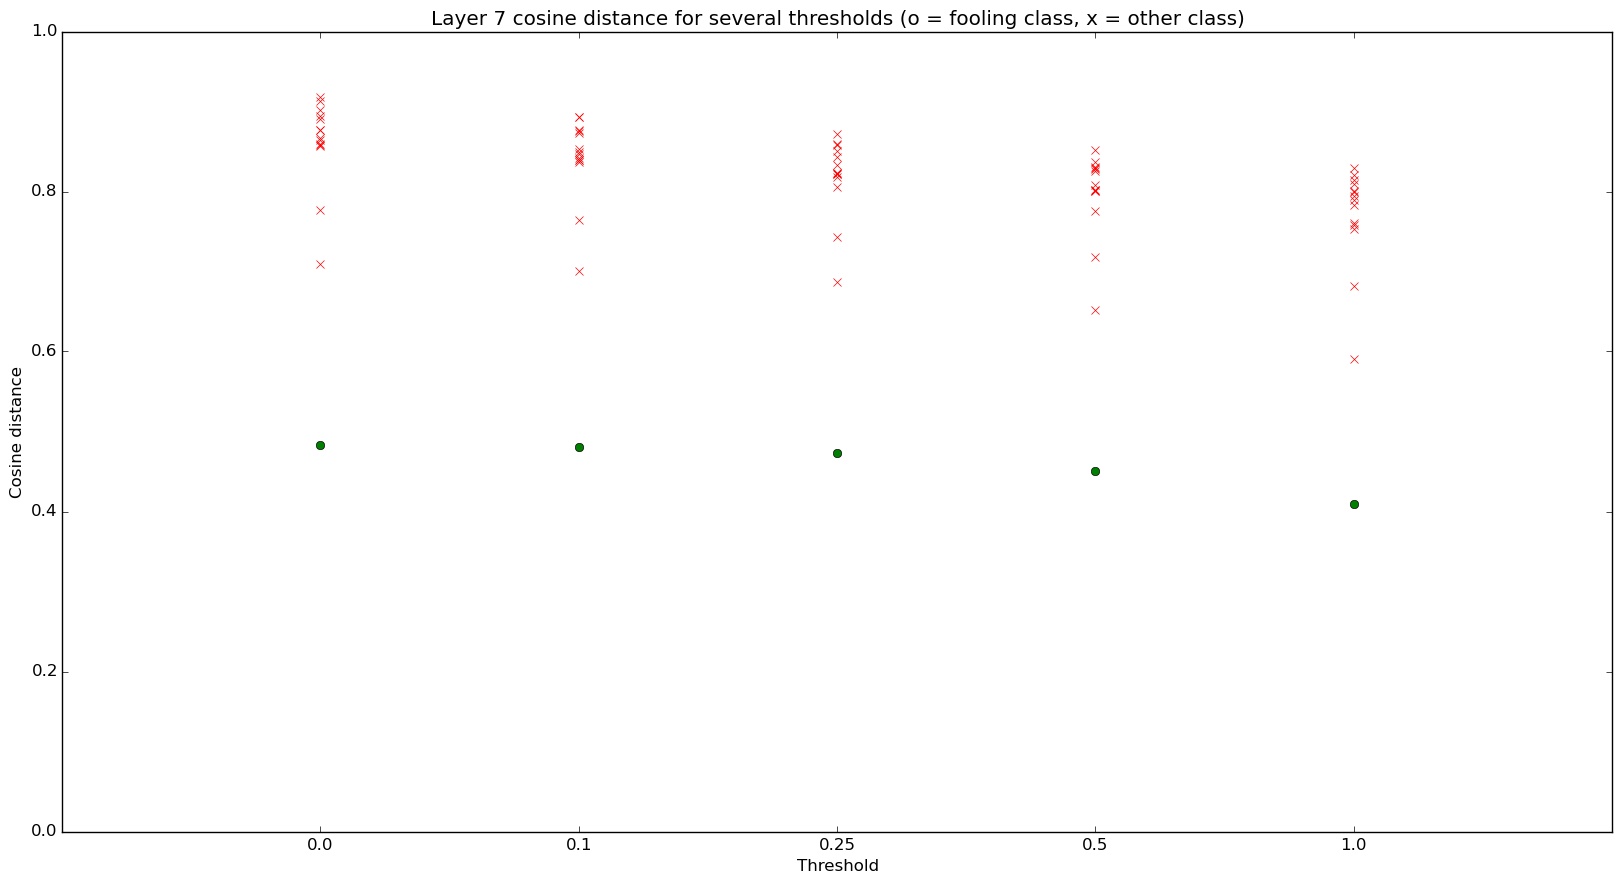 Layer 7 cosine distance for several thresholds (o = fooling class, x = other class)
1.0
0.8
0.6
0.4
0.2
0.0
Cosine distance
0.0 0.1 0.25 0.5 1.0
Threshold